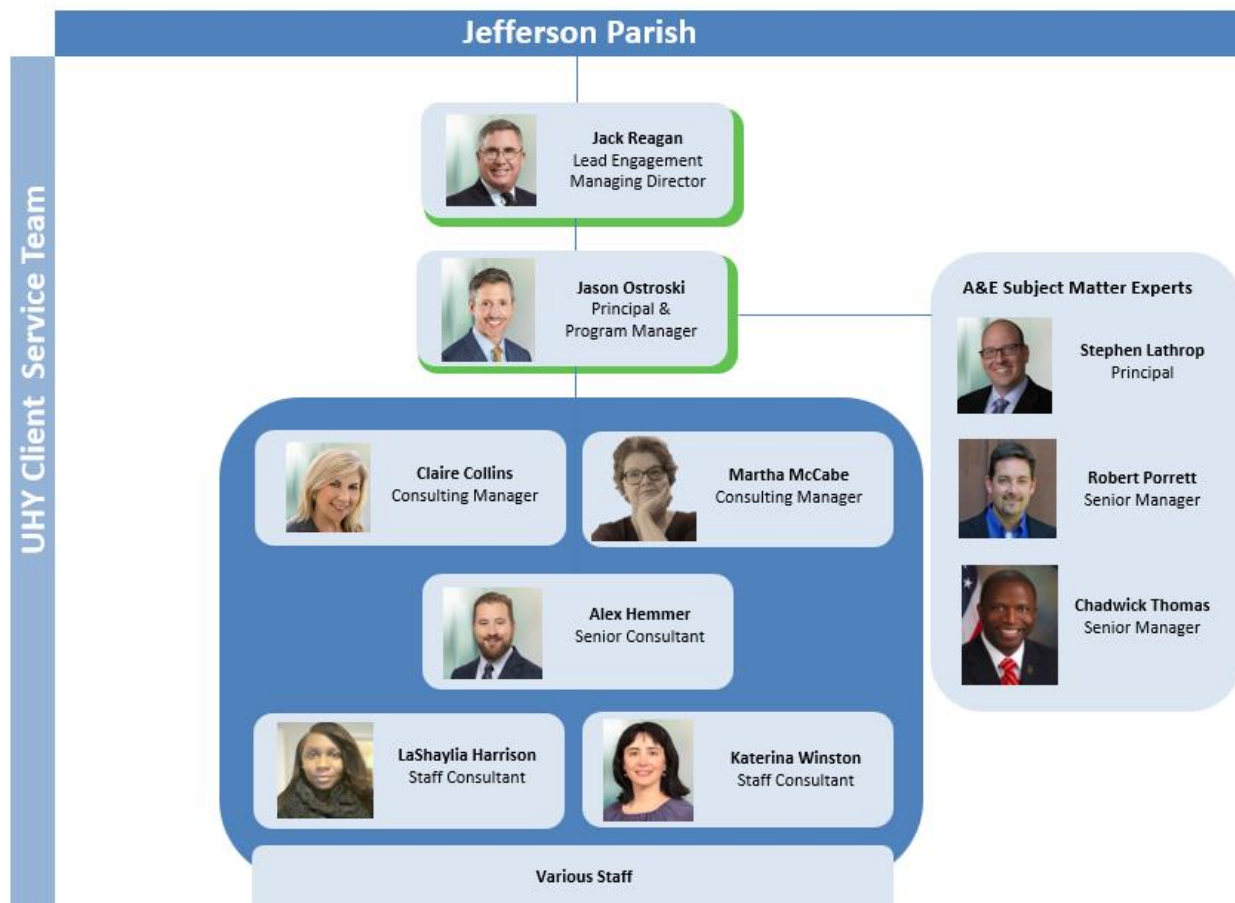 Jefferson Parish
UHY Client Service Team
Jack Reagan
Lead Engagement
Managing Director
Jason Ostroski
Principal &
Program Manager
A&E Subject Matter Experts
Stephen Lathrop
Principal
Robert Porrett
Senior Manager
Chadwick Thomas
Senior Manager
Claire Collins
Consulting Manager
Martha McCabe
Consulting Manager
Alex Hemmer
Senior Consultant
LaShaylia Harrison
Staff Consultant
Katerina Winston
Staff Consultant
Various Staff